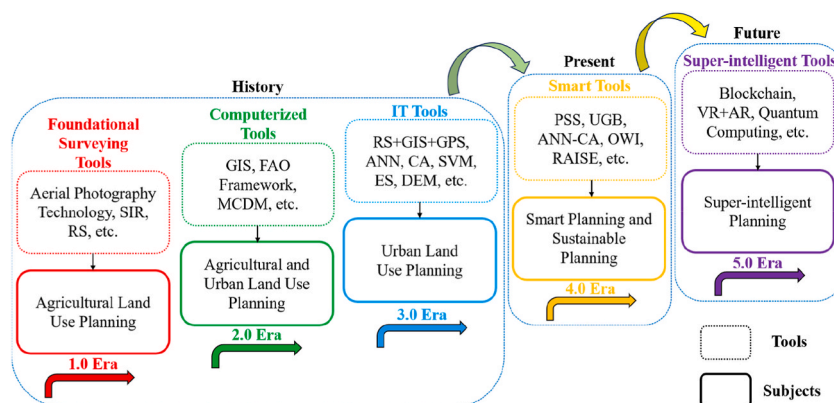 History
Foundational
Surveying
Tools
Aerial Photography
Technology, SIR,
RS, etc.
Agricultural Land
Use Planning
1.0 Era
Computerized
Tools
GIS, FAO
Framework,
MCDM, etc.
Agricultural and
Urban Land Use
Planning
2.0 Era
IT Tools
RS+GIS+GPS,
ANN, CA, SVM,
ES, DEM, etc.
Urban Land
Use Planning
3.0 Era
Present
Smart Tools
PSS, UGB,
ANN-CA, OWI,
RAISE, etc.
Smart Planning and
Sustainable
Planning
4.0 Era
Future
Super-intelligent Tools
Blockchain,
VR+AR, Quantum
Computing, etc.
Super-intelligent
Planning
5.0 Era
Tools
Subjects